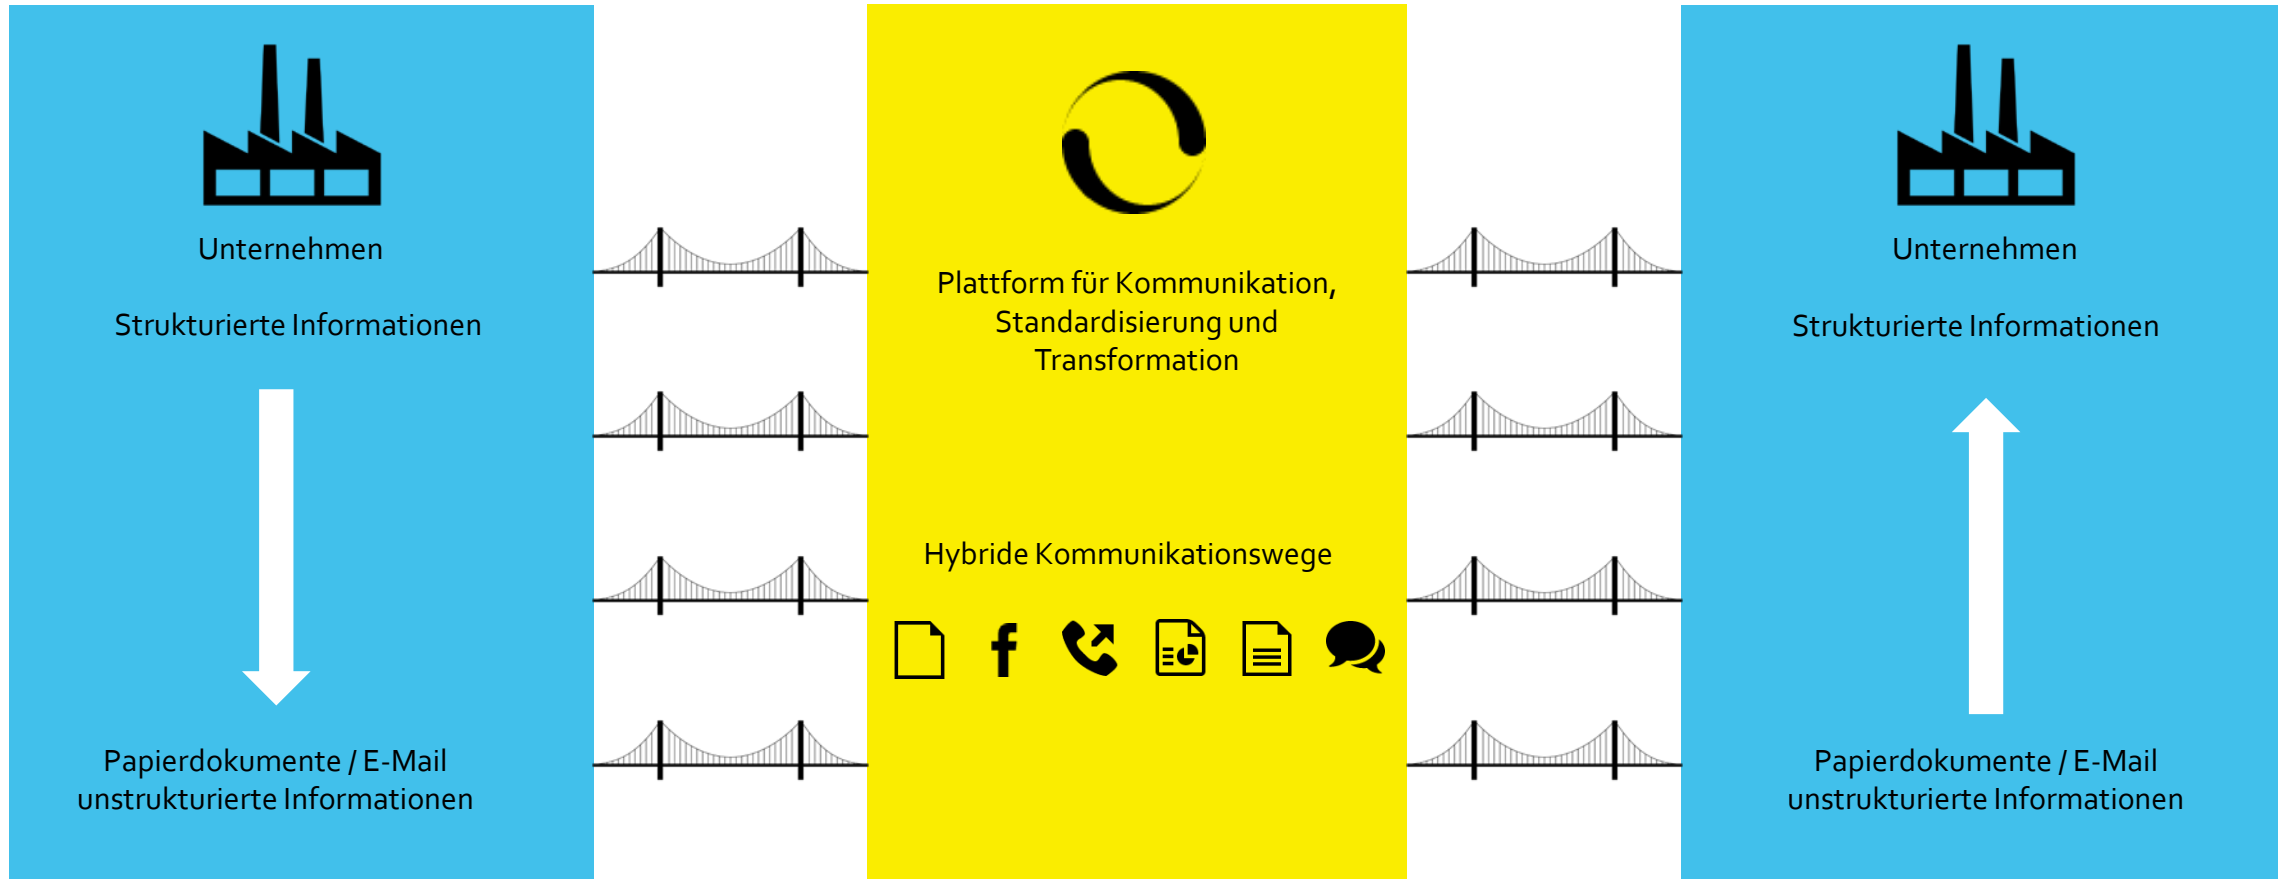 Unternehmen
Strukturierte Informationen
Papierdokumente / E-Mail
unstrukturierte Informationen
Plattform für Kommunikation,
Standardisierung und
Transformation
Hybride Kommunikationswege
Unternehmen
Strukturierte Informationen
Papierdokumente / E-Mail
unstrukturierte Informationen